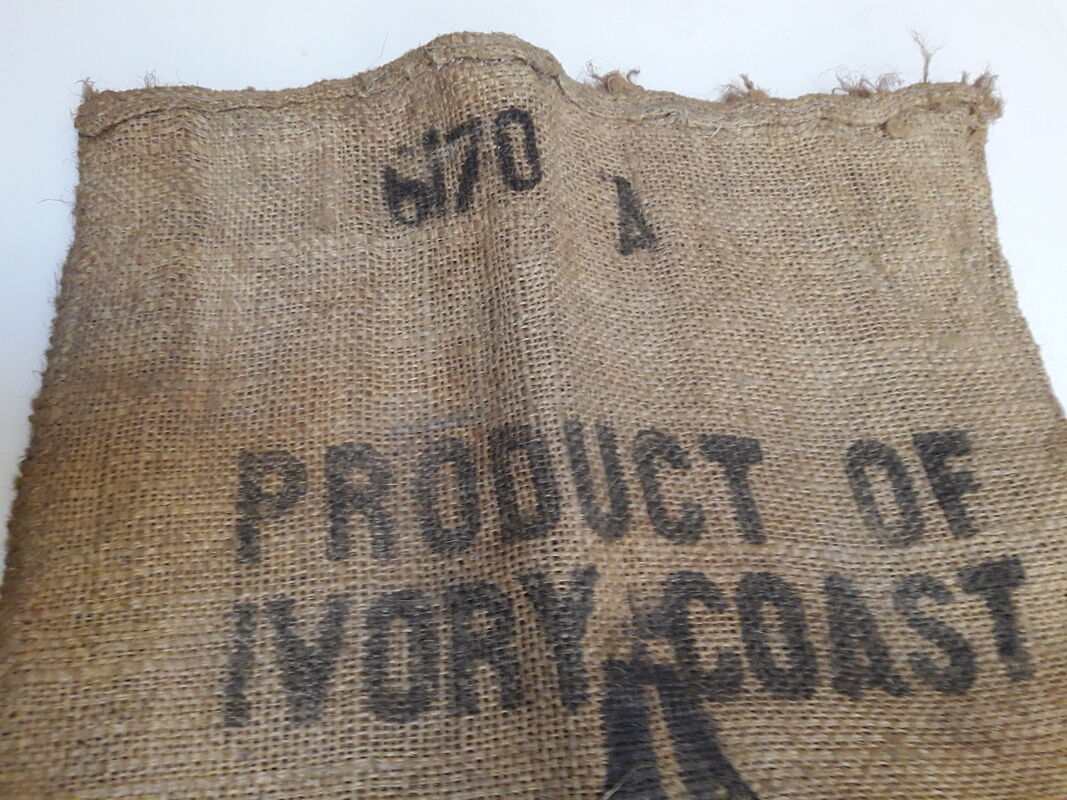 6170
A
PRODUCT OF
IVORY COAST